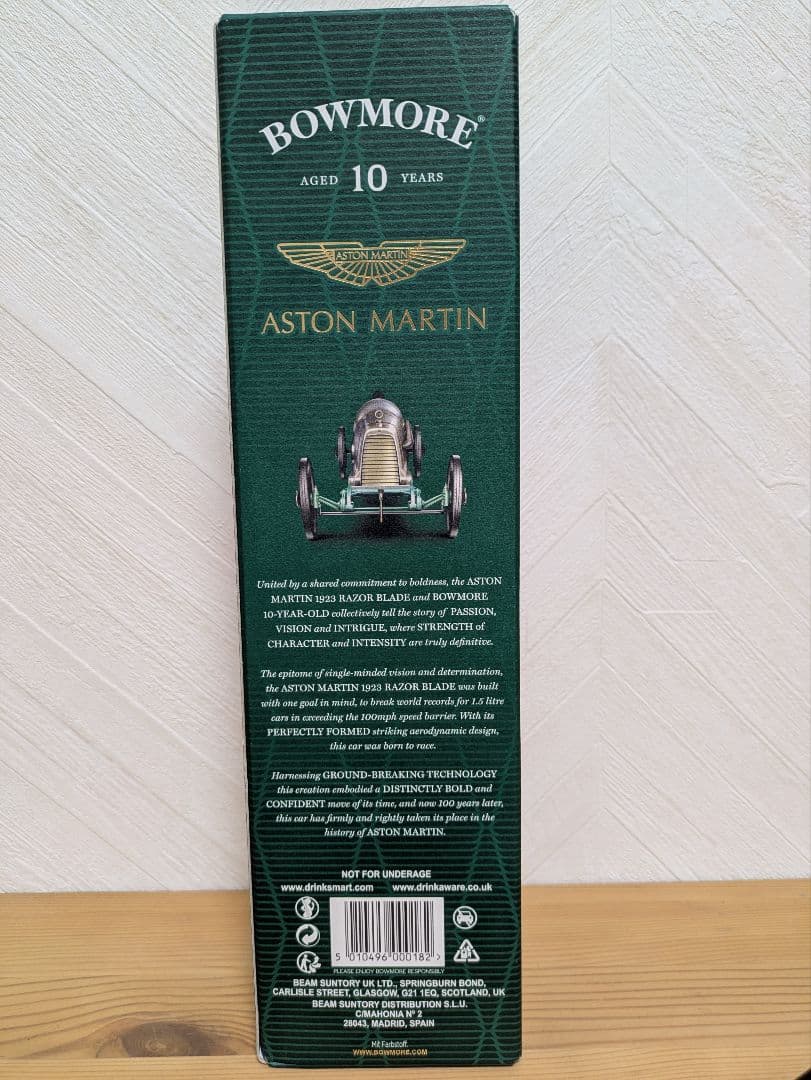 BOWMORE®
AGED 10 YEARS
ASTON MARTIN
ASTON MARTIN
United by a shared commitment to boldness, the ASTON
MARTIN 1923 RAZOR BLADE and BOWMORE
10-YEAR-OLD collectively tell the story of PASSION,
VISION and INTRIGUE, where STRENGTH of
CHARACTER and INTENSITY are truly definitive.
The epitome of single-minded vision and determination,
the ASTON MARTIN 1923 RAZOR BLADE was built
with one goal in mind, to break world records for 1.5 litre
cars in exceeding the 100mph speed barrier. With its
PERFECTLY FORMED striking aerodynamic design,
this car was born to race.
Harnessing GROUND-BREAKING TECHNOLOGY
this creation embodied a DISTINCTLY BOLD and
CONFIDENT move of its time, and now 100 years later,
this car has firmly and rightly taken its place in the
history of ASTON MARTIN.
NOT FOR UNDERAGE
www.drinksmart.com www.drinkaware.co.uk
5 010496 000182 >
PLEASE ENJOY BOWMORE RESPONSIBLY
BEAM SUNTORY UK LTD., SPRINGBURN BOND,
CARLISLE STREET, GLASGOW, G21 1EQ, SCOTLAND, UK
BEAM SUNTORY DISTRIBUTION S.L.U.
C/MAHONIA Nº 2
28043, MADRID, SPAIN
Mit Farbstoff.
WWW.BOWMORE.COM